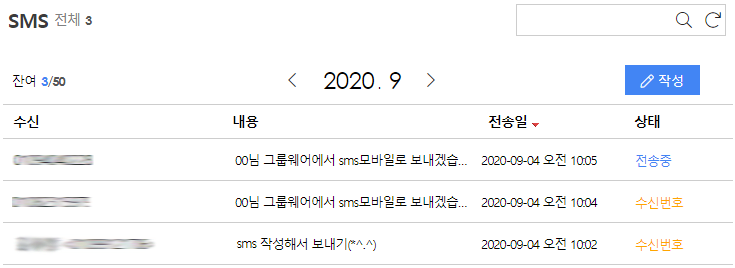 SMS 전체 3
잔여 3/50
2020. 9
작성
수신 내용 전송일 상태
00님 그룹웨어에서 sms모바일로 보내겠습... 2020-09-04 오전 10:05 전송중
00님 그룹웨어에서 sms모바일로 보내겠습... 2020-09-04 오전 10:04 수신번호
sms 작성해서 보내기(*^.^) 2020-09-04 오전 10:02 수신번호